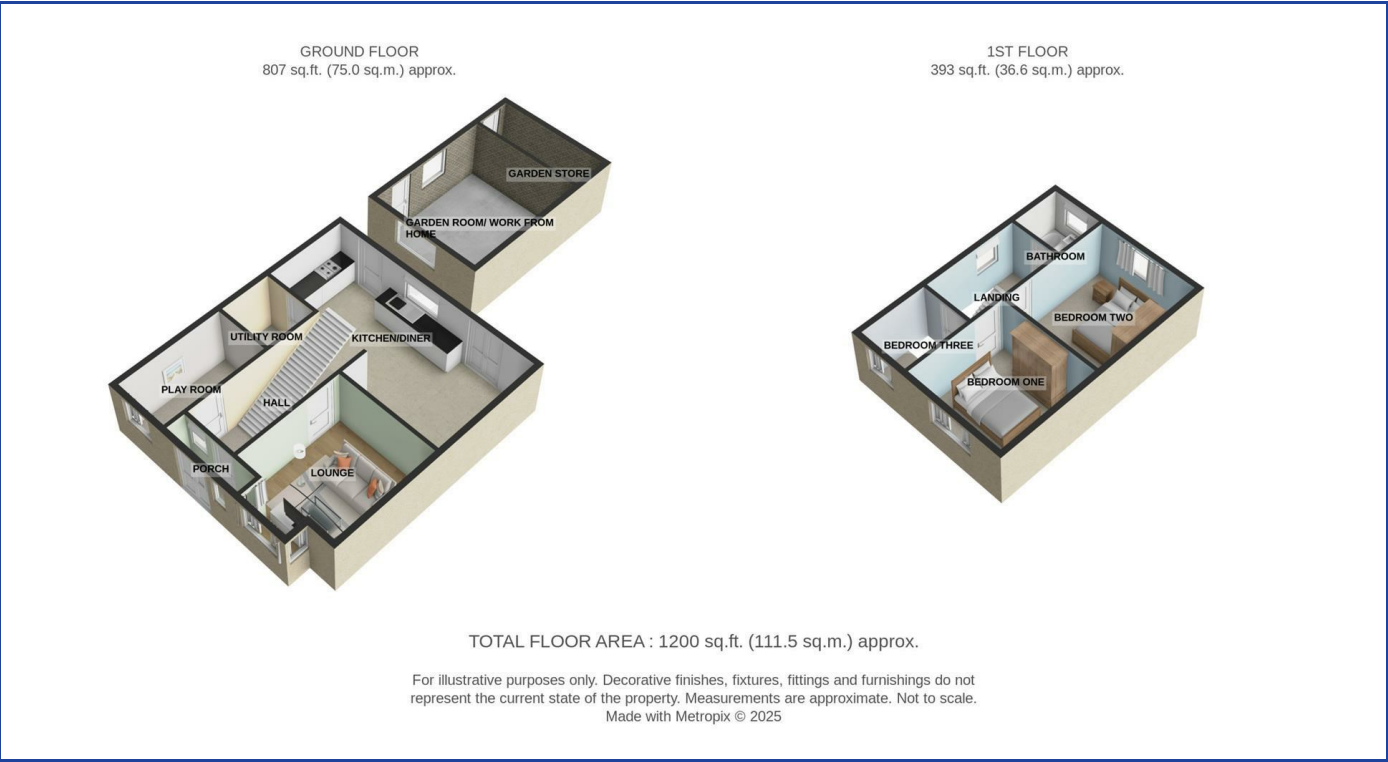 GROUND FLOOR
807 sq.ft. (75.0 sq.m.) approx.
GARDEN STORE
GARDEN ROOM/ WORK FROM
HOME
UTILITY ROOM
KITCHEN/DINER
PLAY ROOM
HALL
PORCH
LOUNGE
1ST FLOOR
393 sq.ft. (36.6 sq.m.) approx.
BATHROOM
LANDING
BEDROOM TWO
BEDROOM THREE
BEDROOM ONE
TOTAL FLOOR AREA : 1200 sq.ft. (111.5 sq.m.) approx.
For illustrative purposes only. Decorative finishes, fixtures, fittings and furnishings do not
represent the current state of the property. Measurements are approximate. Not to scale.
Made with Metropix © 2025